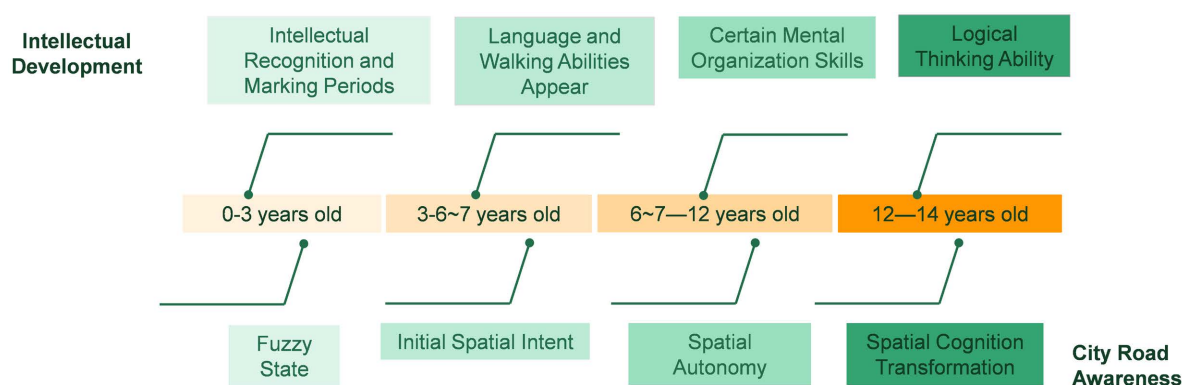 Intellectual
Development
Intellectual
Recognition and
Marking Periods
Language and
Walking Abilities
Appear
Certain Mental
Organization Skills
Logical
Thinking Ability
0-3 years old
3-6~7 years old
6~7—12 years old
12—14 years old
Fuzzy
State
Initial Spatial Intent
Spatial
Autonomy
Spatial Cognition
Transformation
City Road
Awareness